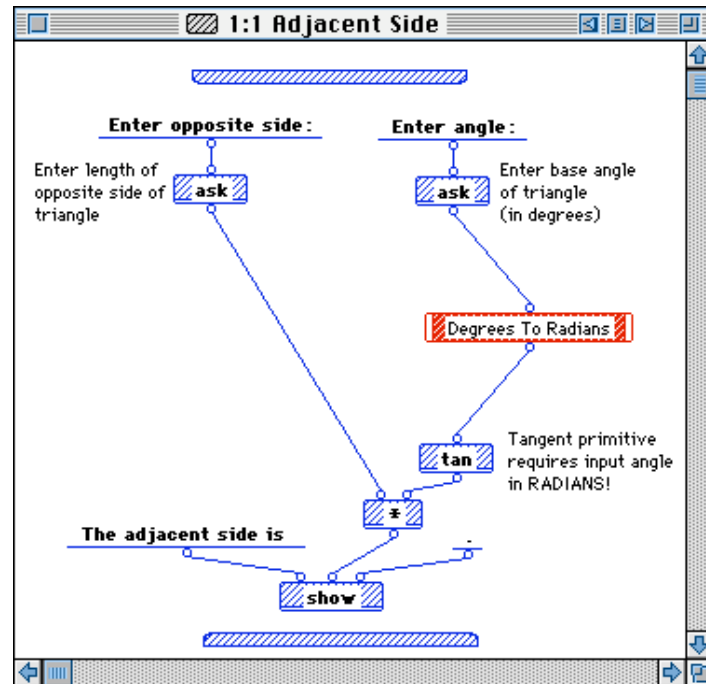 1:1 Adjacent Side
Enter opposite side:
Enter angle:
Enter length of
opposite side of
triangle
ask
ask
Enter base angle
of triangle
(in degrees)
Degrees To Radians
tan
Tangent primitive
requires input angle
in RADIANS!
*
The adjacent side is
.
show